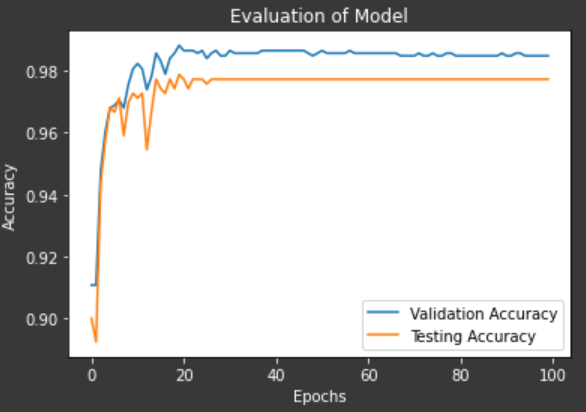 Evaluation of Model
Accuracy
0.98
0.96
0.94
0.92
0.90
Validation Accuracy
Testing Accuracy
0 20 40 60 80 100
Epochs